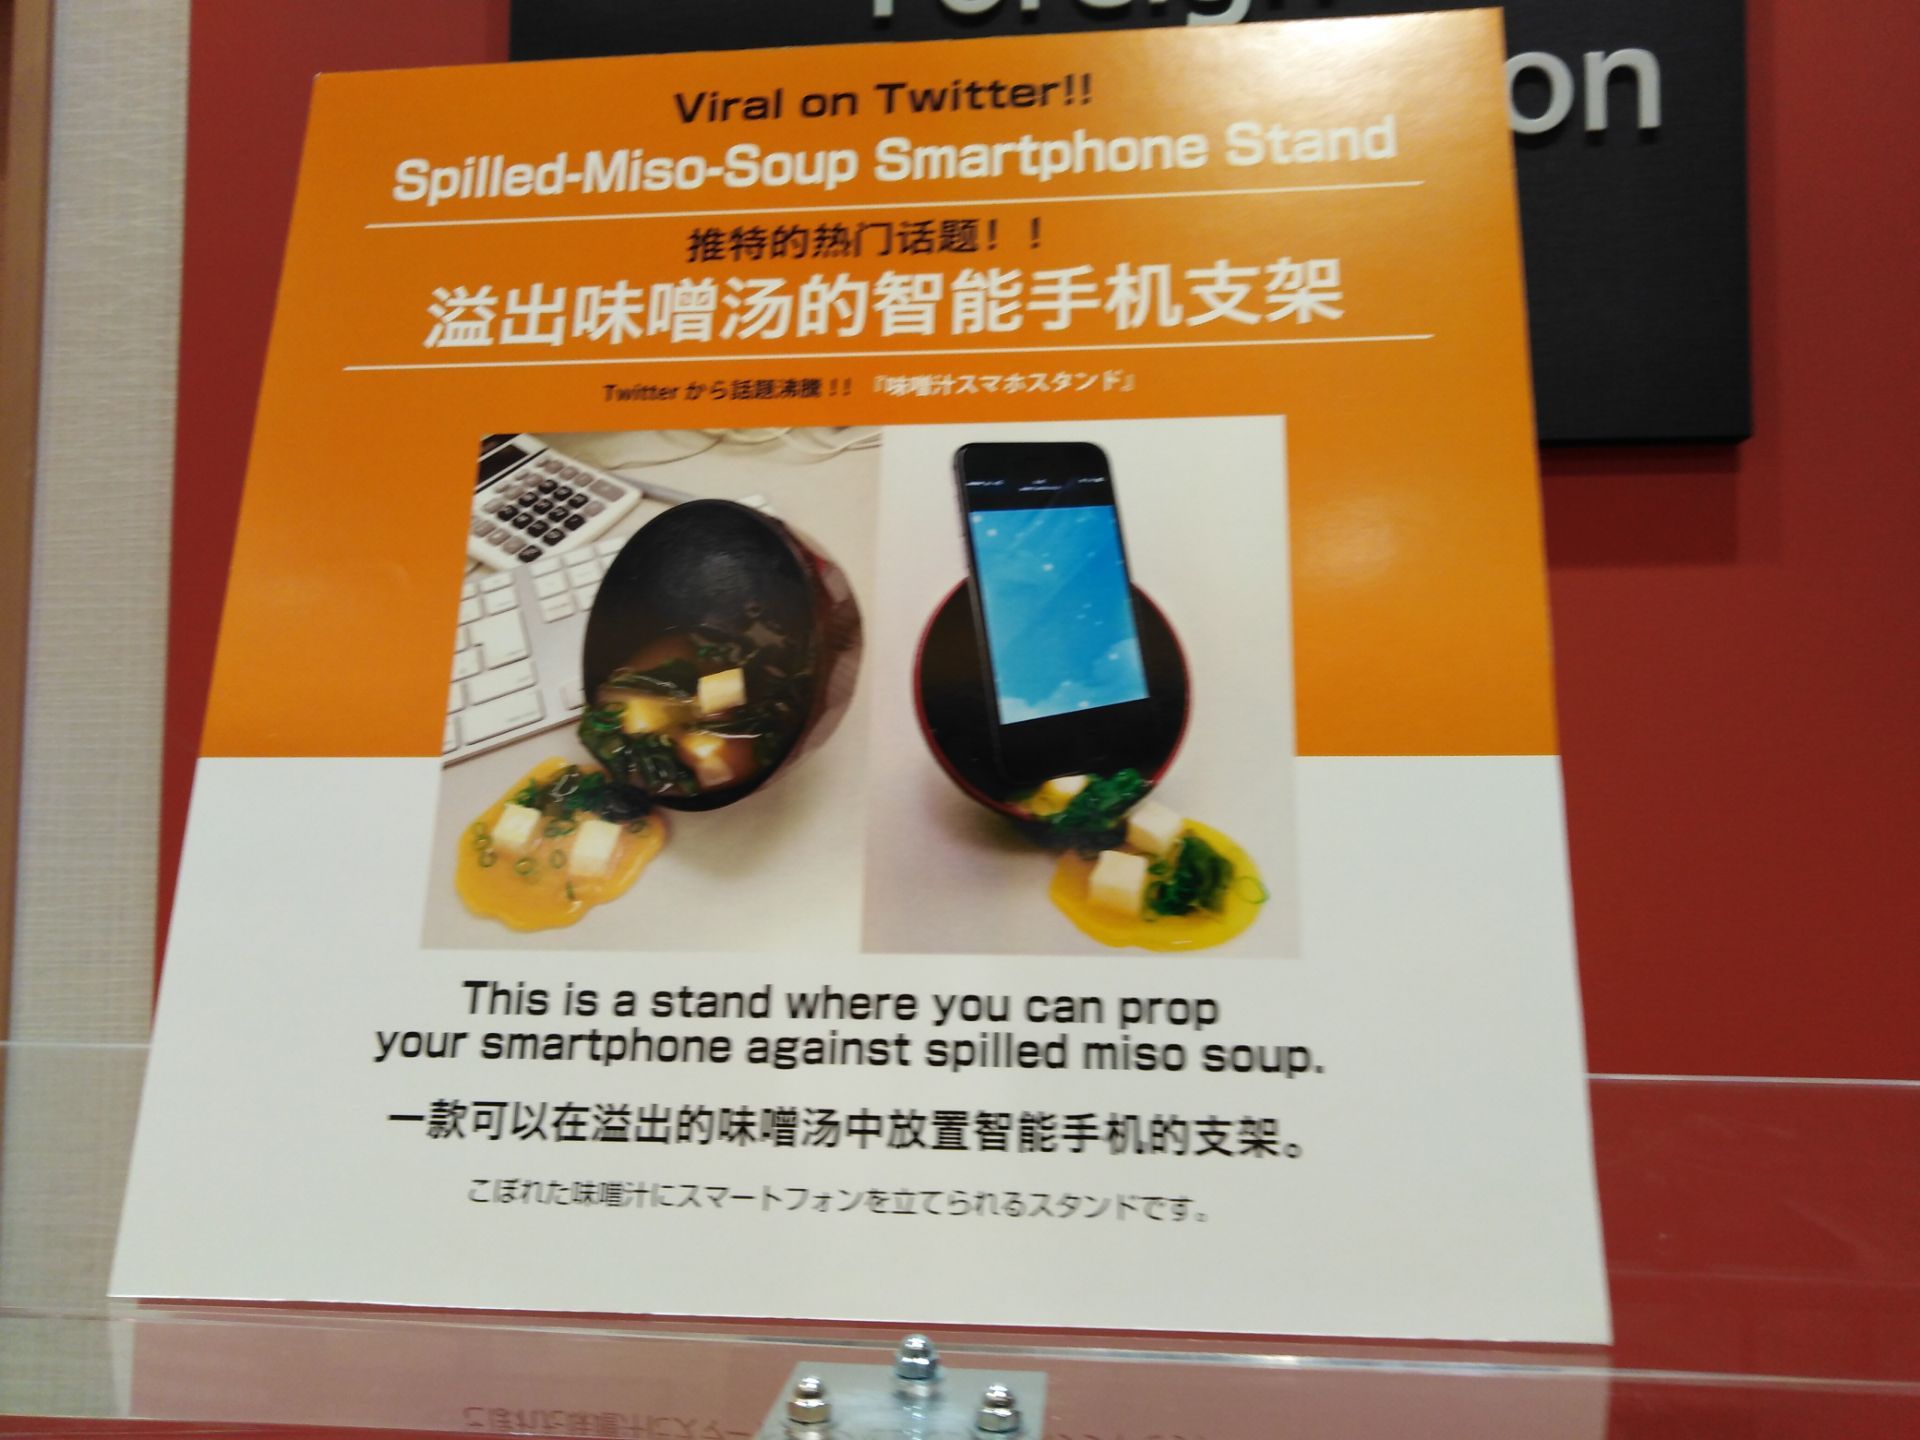 Foreign
on
Viral on Twitter!!
Spilled-Miso-Soup Smartphone Stand
推特的热门话题！！
溢出味噌汤的智能手机支架
Twitterから話題沸騰!! 『味噌汁スマホスタンド』
This is a stand where you can prop
your smartphone against spilled miso soup.
一款可以在溢出的味噌汤中放置智能手机的支架。
こぼれた味噌汁にスマートフォンを立てられるスタンドです。